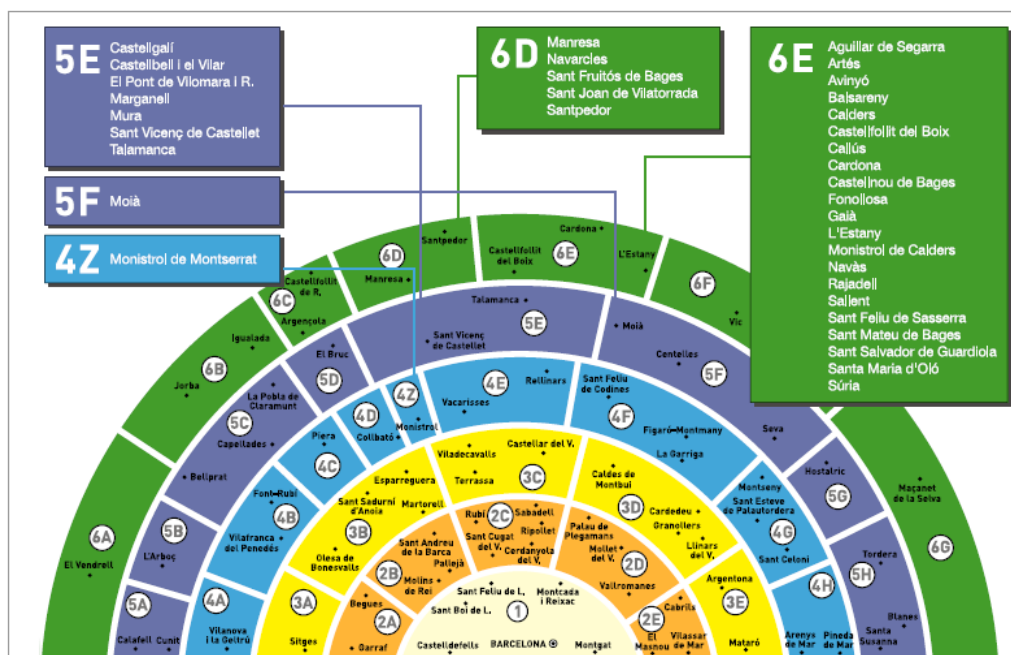 5E
Castellgalí
Castellbell i el Vilar
El Pont de Vilomara i R.
Marganell
Mura
Sant Vicenç de Castellet
Talamanca
6D
Manresa
Navarcles
Sant Fruitós de Bages
Sant Joan de Vilatorrada
Santpedor
6E
Aguillar de Segarra
Artés
Avinyó
Balsareny
Calders
Castellfollit del Boix
Callús
Cardona
Castellnou de Bages
Fonollosa
Gaià
L'Estany
Monistrol de Calders
Navàs
Rajadell
Sallent
Sant Feliu de Sasserra
Sant Mateu de Bages
Sant Salvador de Guardiola
Santa Maria d'Oló
Súria
5F
Moià
4Z
Monistrol de Montserrat
6A
El Vendrell
6B
Igualada
Jorba
6C
Castellfollit
de R.
Argençola
6D
Santpedor
Manresa
6E
Cardona
Castellfollit
del Boix
L'Estany
6F
Vic
6G
Maçanet
de la Selva
5A
Calafell
Cunit
5B
L'Arboç
Bellprat
5C
La Pobla de
Claramunt
Capellades
5D
El Bruc
5E
Talamanca
Sant Vicenç
de Castellet
5F
Moià
Centelles
Seva
5G
Hostalric
5H
Tordera
Blanes
Santa
Susanna
4A
Vilanova
i la Geltrú
4B
Font-Rubí
Vilafranca
del Penedés
4C
Piera
4D
Collbató
4Z
Monistrol
4E
Vacarisses
Rellinars
4F
Sant Feliu
de Codines
Figaró-Montmany
La Garriga
4G
Montseny
Sant Esteve
de Palautordera
Sant Celoni
4H
Arenys
de Mar
Pineda
de Mar
3A
Sitges
3B
Esparreguera
Sant Sadurní
d'Anoia
Martorell
Olesa de
Bonesvalls
3C
Viladecavalls
Castellar del V.
Terrassa
3D
Caldes de
Montbui
Cardedeu
Granollers
Llinars
del V.
3E
Argentona
Mataró
2A
Begues
Garraf
2B
Sant Andreu
de la Barca
Pallejà
Molins
de Rei
2C
Rubí
Sabadell
Ripollet
Sant Cugat
del V.
Cerdanyola
del V.
2D
Palau de
Plegamans
Mollet
del V.
Vallromanes
2E
Cabrils
El
Masnou
Vilassar
de Mar
1
Sant Feliu de L.
Montcada
i Reixac
Sant Boi de L.
Castelldefells
BARCELONA
Montgat